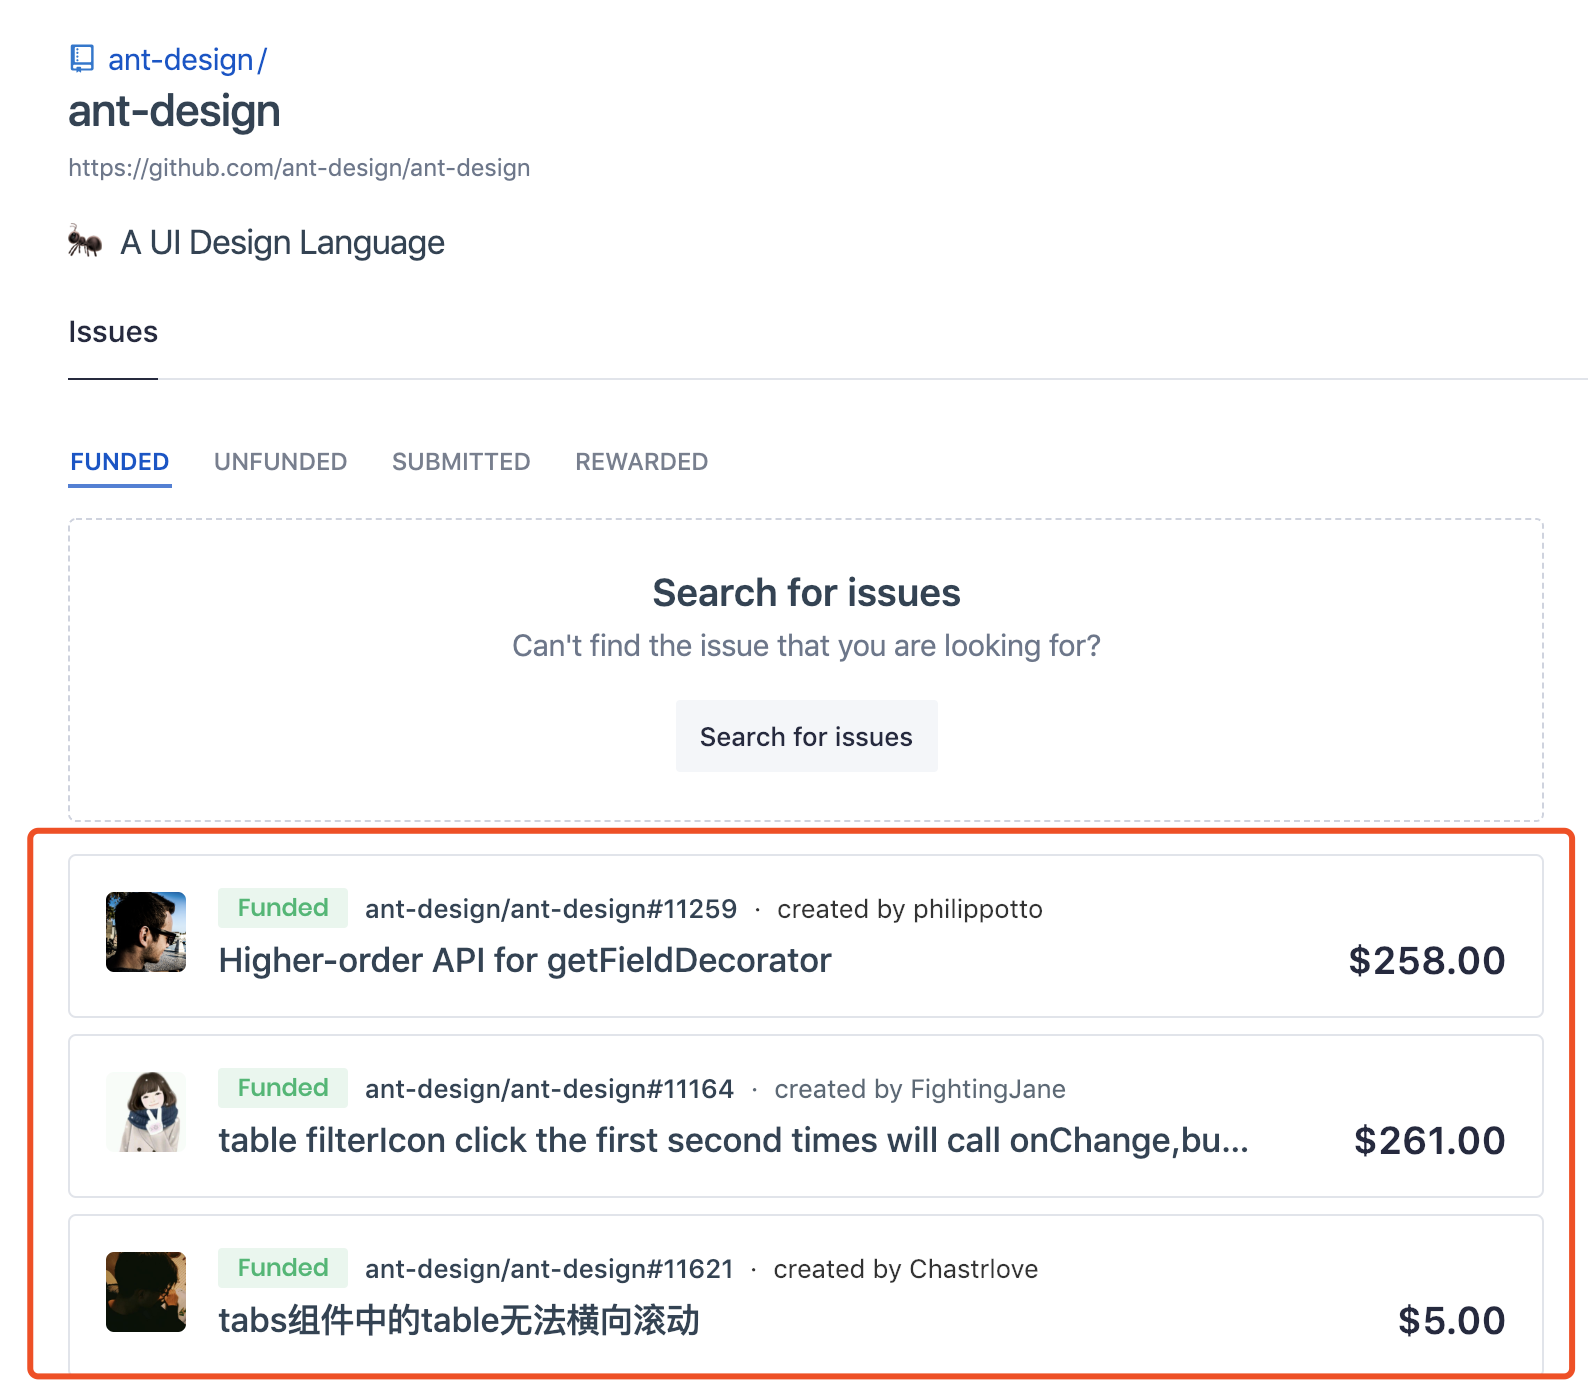 ant-design/
ant-design
https://github.com/ant-design/ant-design
🐜 A UI Design Language
Issues
FUNDED UNFUNDED SUBMITTED REWARDED
Search for issues
Can't find the issue that you are looking for?
Search for issues
Funded ant-design/ant-design#11259 · created by philippotto
Higher-order API for getFieldDecorator $258.00
Funded ant-design/ant-design#11164 · created by FightingJane
table filterIcon click the first second times will call onChange,bu... $261.00
Funded ant-design/ant-design#11621 · created by Chastrlove
tabs组件中的table无法横向滚动 $5.00